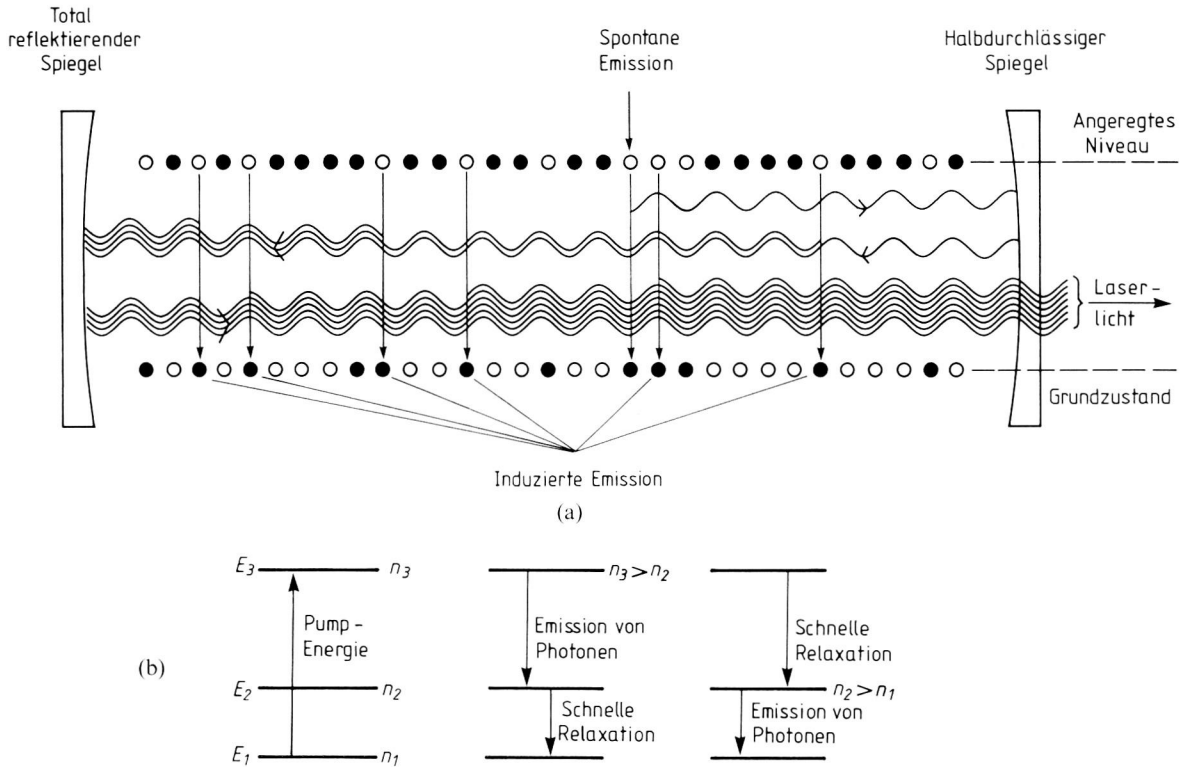 Total
reflektierender
Spiegel
Spontane
Emission
Halbdurchlässiger
Spiegel
Angeregtes
Niveau
Laser-
licht
Grundzustand
Induzierte Emission
(a)
E₃ n₃
Pump-
Energie
E₂ n₂
E₁ n₁
n₃ > n₂
Emission von
Photonen
Schnelle
Relaxation
Schnelle
Relaxation
n₂ > n₁
Emission von
Photonen
(b)